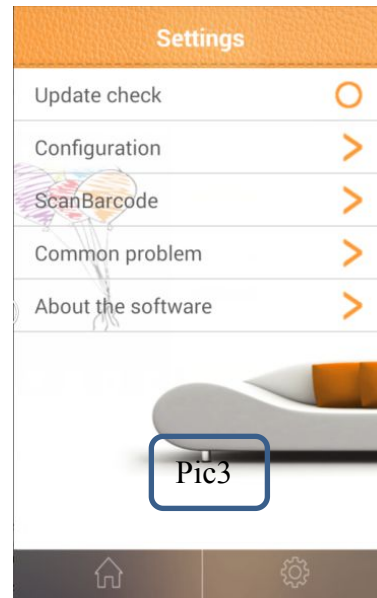 Settings
Update check
Configuration
ScanBarcode
Common problem
About the software
Pic3